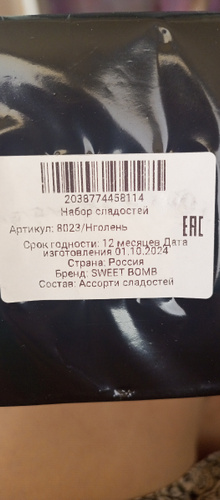 2038774458114
Набор сладостей
Артикул: 8023/Нголень
EAC
Срок годности: 12 месяцев Дата
изготовления 01.10.2024
Страна: Россия
Бренд: SWEET BOMB
Состав: Ассорти сладостей